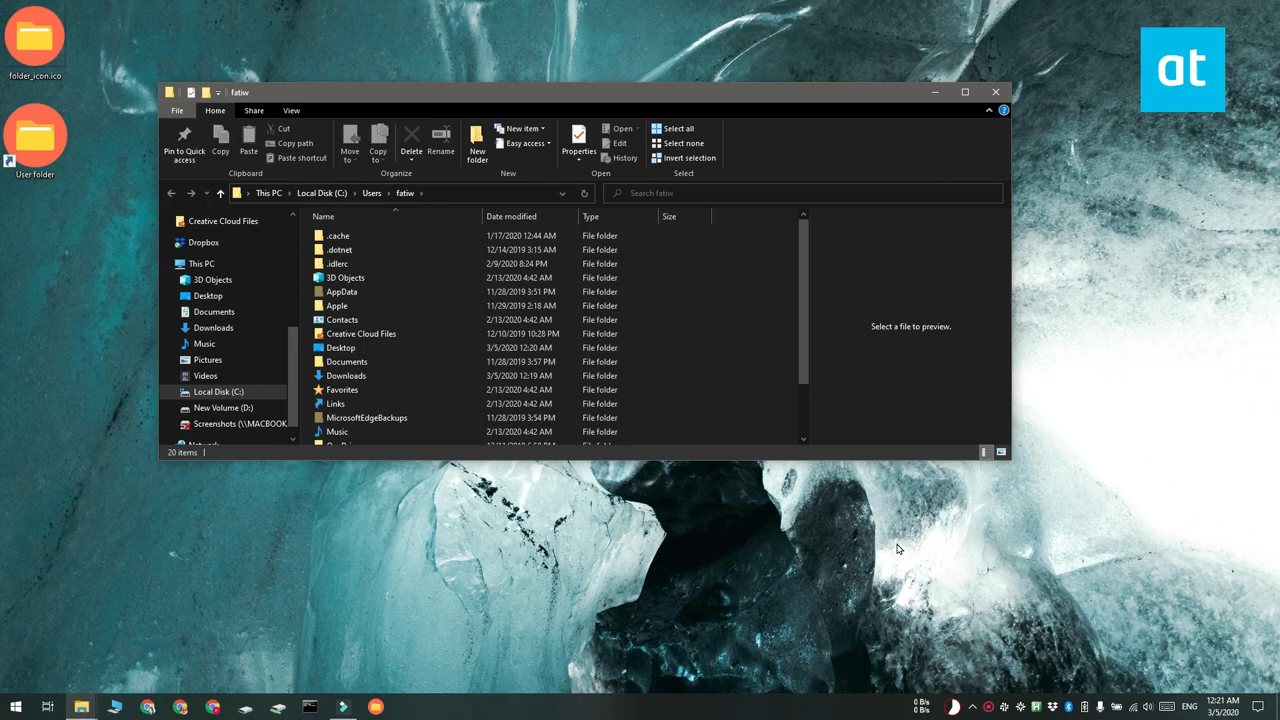 folder_icon.ico
User folder
at
fatiw
File Home Share View
Pin to Quick access
Copy
Paste
Cut
Copy path
Paste shortcut
Clipboard
Move to
Copy to
Delete
Rename
Organize
New folder
New item
Easy access
New
Properties
Open
Edit
History
Open
Select all
Select none
Invert selection
Select
This PC Local Disk (C:) Users fatiw
Search fatiw
Creative Cloud Files
Dropbox
This PC
3D Objects
Desktop
Documents
Downloads
Music
Pictures
Videos
Local Disk (C:)
New Volume (D:)
Screenshots (\\MACBOOK
Network
Name Date modified Type Size
.cache 1/17/2020 12:44 AM File folder
.dotnet 12/14/2019 3:15 AM File folder
.idlerc 2/9/2020 8:24 PM File folder
3D Objects 2/13/2020 4:42 AM File folder
AppData 11/28/2019 3:51 PM File folder
Apple 11/29/2019 2:18 AM File folder
Contacts 2/13/2020 4:42 AM File folder
Creative Cloud Files 12/10/2019 10:28 PM File folder
Desktop 3/5/2020 12:20 AM File folder
Documents 11/28/2019 3:57 PM File folder
Downloads 3/5/2020 12:19 AM File folder
Favorites 2/13/2020 4:42 AM File folder
Links 2/13/2020 4:42 AM File folder
MicrosoftEdgeBackups 11/28/2019 3:54 PM File folder
Music 2/13/2020 4:42 AM File folder
Select a file to preview.
20 items
0 B/s
0 B/s
ENG
12:21 AM
3/5/2020